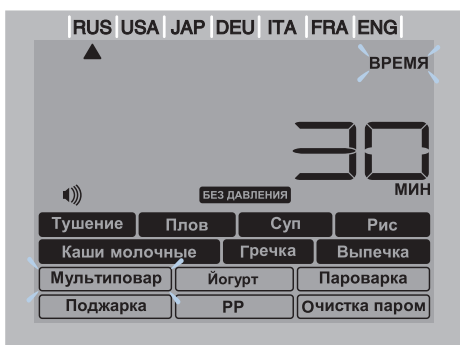 RUS USA JAP DEU ITA FRA ENG
ВРЕМЯ
30
БЕЗ ДАВЛЕНИЯ МИН
Тушение Плов Суп Рис
Каши молочные Гречка Выпечка
Мультиповар Йогурт Пароварка
Поджарка РР Очистка паром